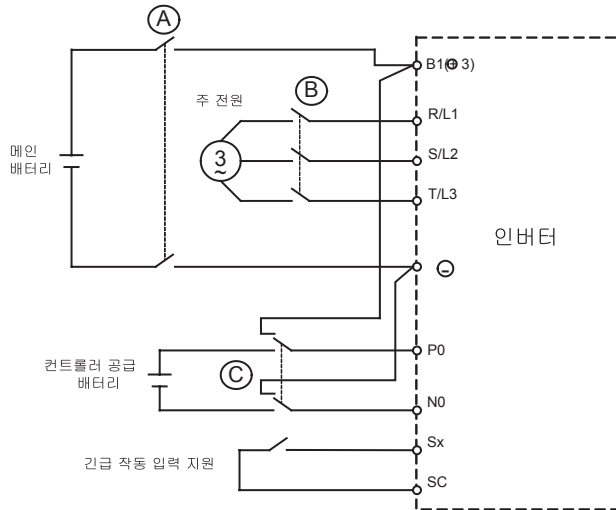 A
B1(⊕ 3)
주 전원
B
R/L1
메인
배터리
3
~
S/L2
T/L3
인버터
⊖
컨트롤러 공급
배터리
C
P0
N0
긴급 작동 입력 지원
Sx
SC